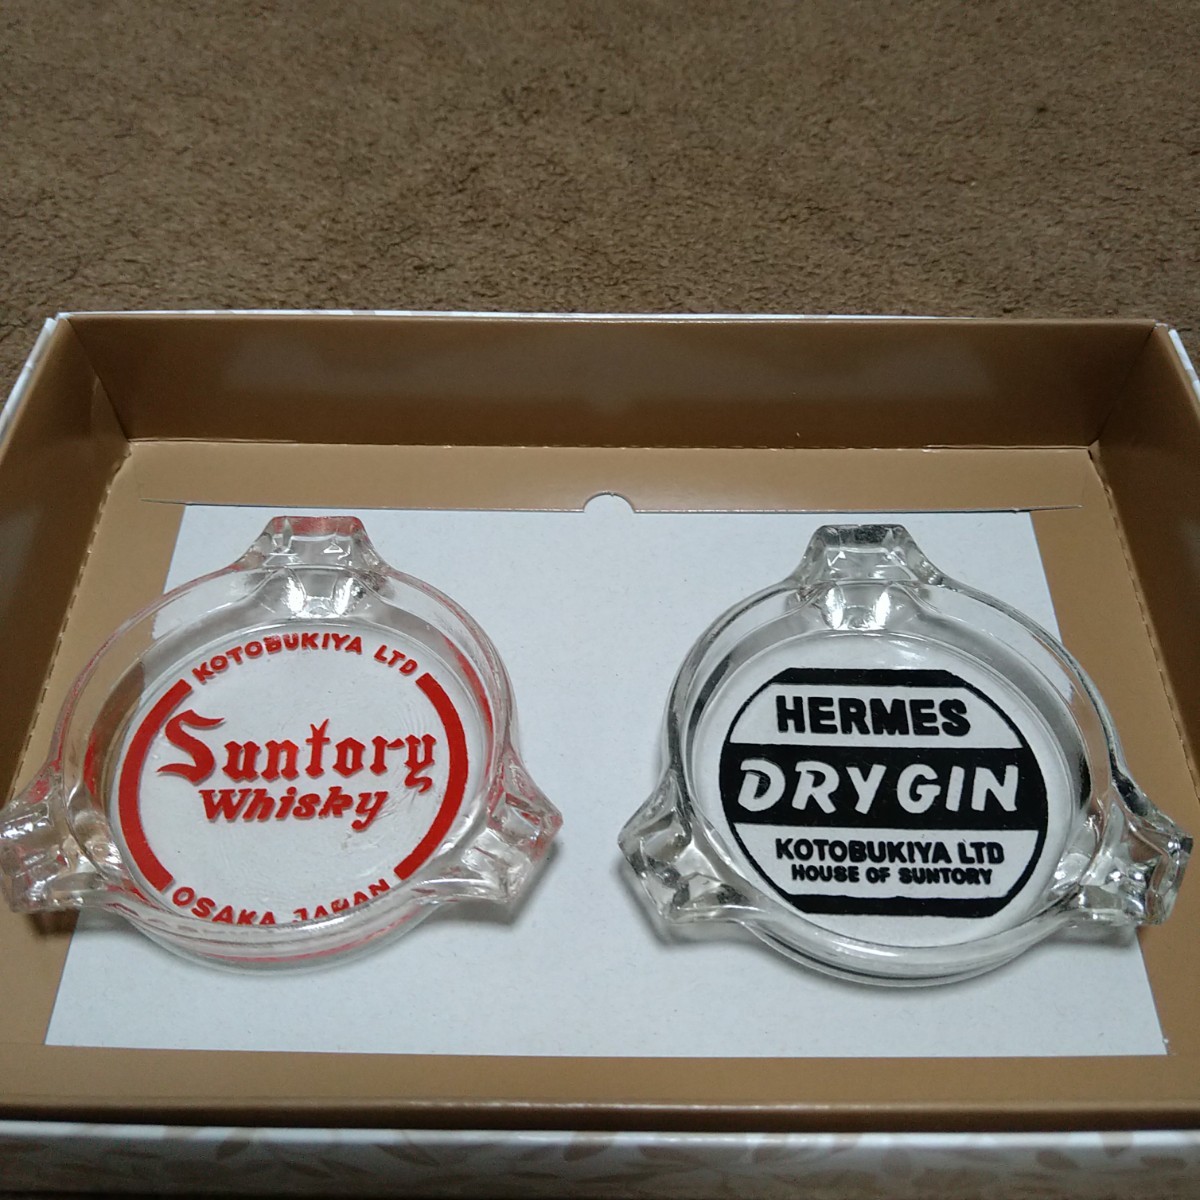 KOTOBUKIYA LTD
Suntory
Whisky
OSAKA JAPAN
HERMES
DRY GIN
KOTOBUKIYA LTD
HOUSE OF SUNTORY